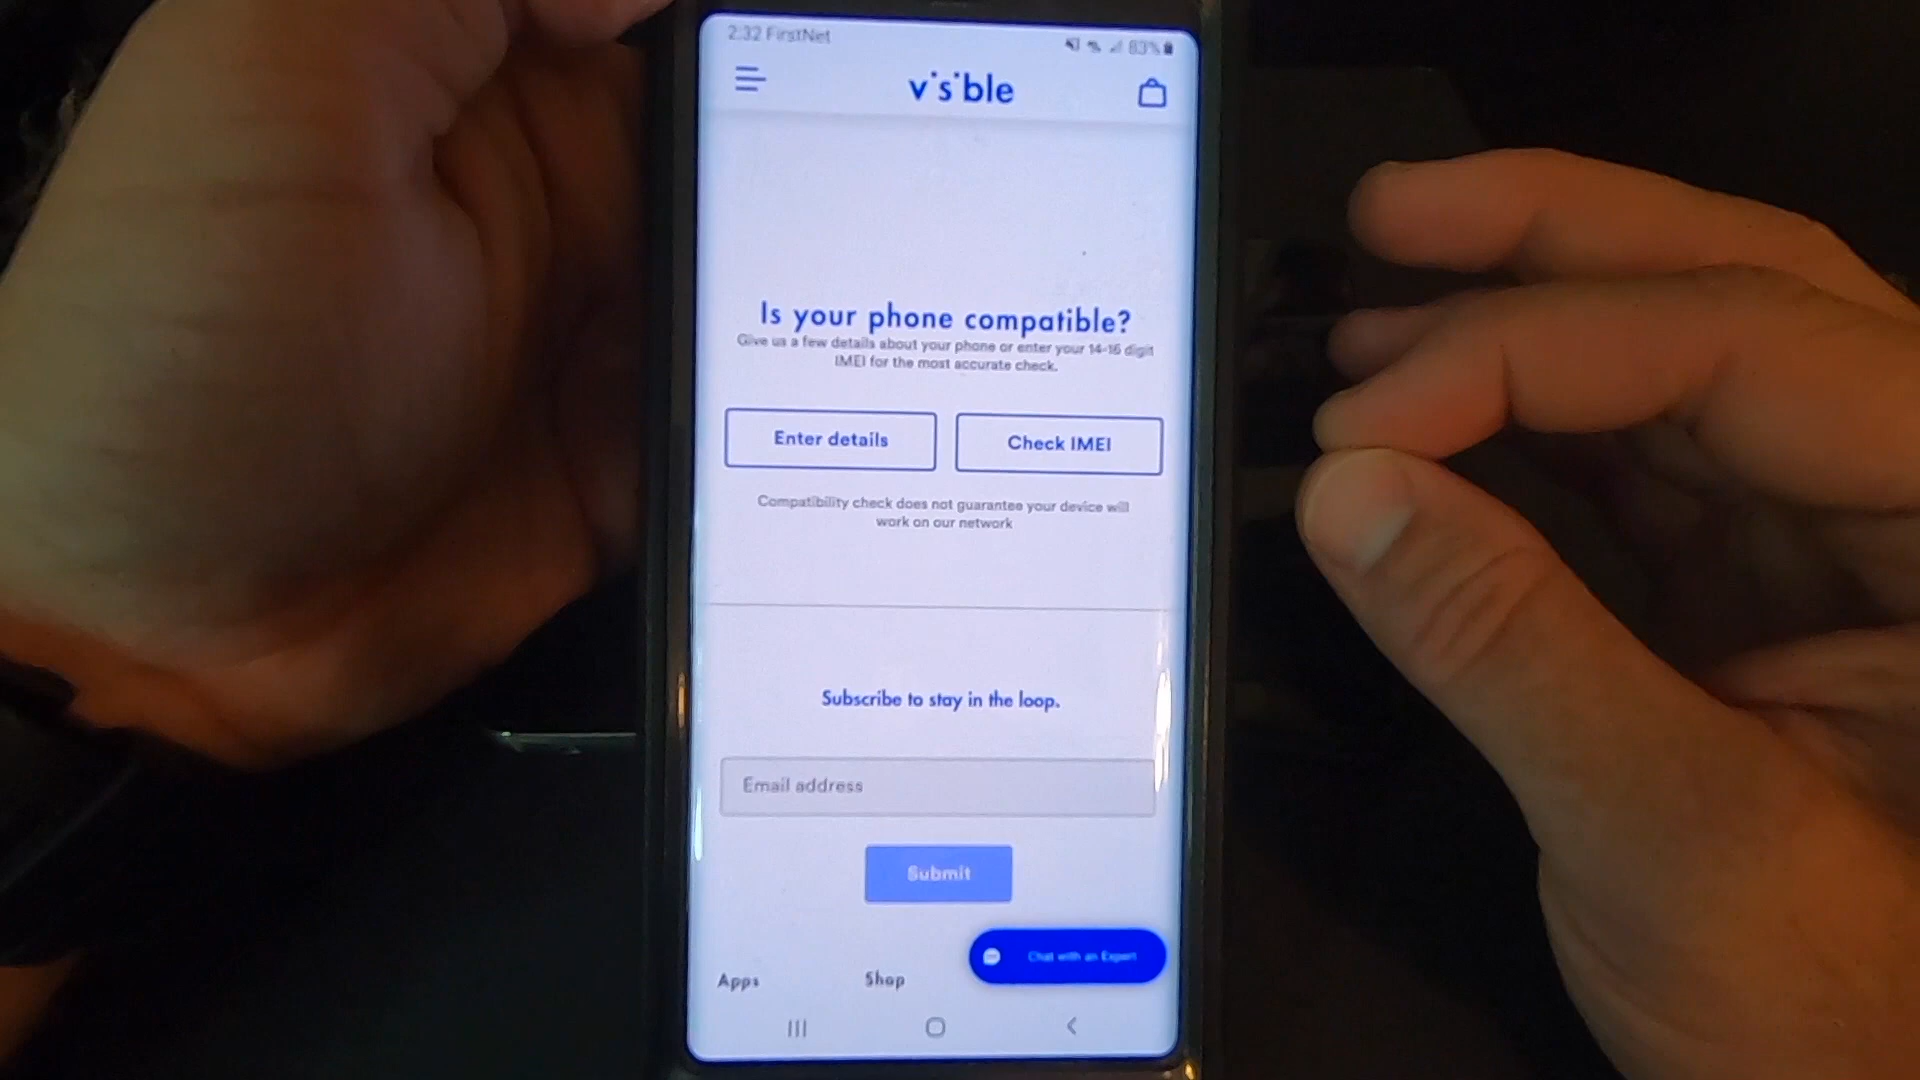 2:32 FirstNet
83%
visible
Is your phone compatible?
Give us a few details about your phone or enter your 14-16 digit
IMEI for the most accurate check.
Enter details
Check IMEI
Compatibility check does not guarantee your device will
work on our network
Subscribe to stay in the loop.
Email address
Submit
Chat with an Expert
Apps
Shop